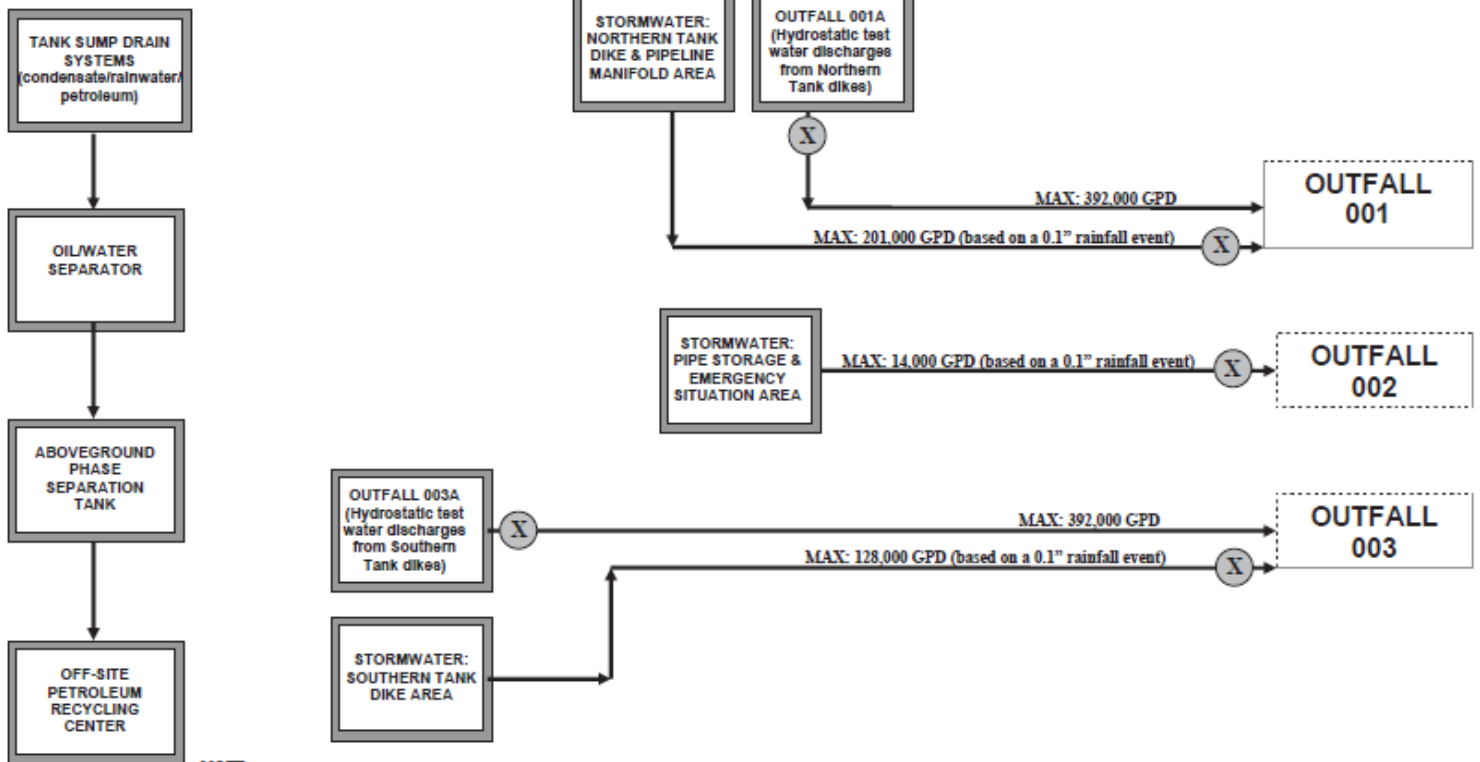 TANK SUMP DRAIN
SYSTEMS
(condensate/rainwater/
petroleum)
OIL/WATER
SEPARATOR
ABOVEGROUND
PHASE
SEPARATION
TANK
OFF-SITE
PETROLEUM
RECYCLING
CENTER
STORMWATER:
NORTHERN TANK
DIKE & PIPELINE
MANIFOLD AREA
OUTFALL 001A
(Hydrostatic test
water discharges
from Northern
Tank dikes)
X
MAX: 392,000 GPD
MAX: 201,000 GPD (based on a 0.1” rainfall event)
X
OUTFALL
001
STORMWATER:
PIPE STORAGE &
EMERGENCY
SITUATION AREA
MAX: 14,000 GPD (based on a 0.1” rainfall event)
X
OUTFALL
002
OUTFALL 003A
(Hydrostatic test
water discharges
from Southern
Tank dikes)
X
MAX: 392,000 GPD
MAX: 128,000 GPD (based on a 0.1” rainfall event)
X
OUTFALL
003
STORMWATER:
SOUTHERN TANK
DIKE AREA